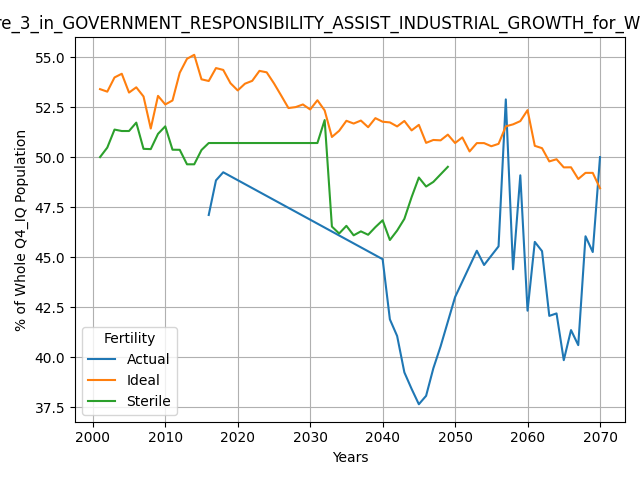 re_3_in_GOVERNMENT_RESPONSIBILITY_ASSIST_INDUSTRIAL_GROWTH_for_W
55.0
52.5
50.0
47.5
45.0
42.5
40.0
37.5
% of Whole Q4_IQ Population
Fertility
Actual
Ideal
Sterile
2000 2010 2020 2030 2040 2050 2060 2070
Years